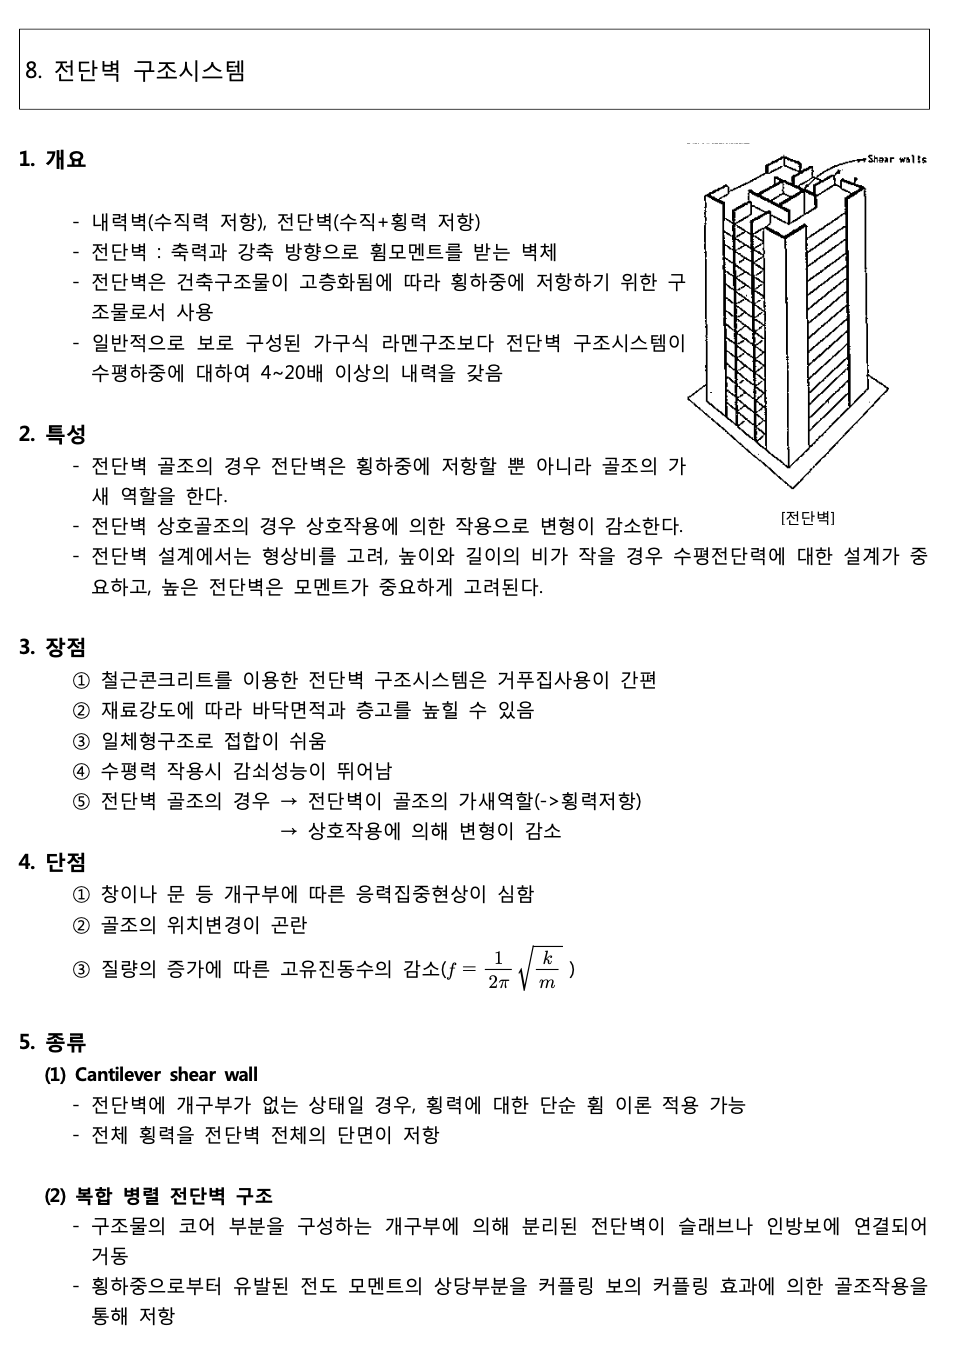 8. 전단벽 구조시스템
1. 개요
Shear walls
- 내력벽(수직력 저항), 전단벽(수직+횡력 저항)
- 전단벽 : 축력과 강축 방향으로 휨모멘트를 받는 벽체
- 전단벽은 건축구조물이 고층화됨에 따라 횡하중에 저항하기 위한 구
조물로서 사용
- 일반적으로 보로 구성된 가구식 라멘구조보다 전단벽 구조시스템이
수평하중에 대하여 4~20배 이상의 내력을 갖음
2. 특성
- 전단벽 골조의 경우 전단벽은 횡하중에 저항할 뿐 아니라 골조의 가
새 역할을 한다.
- 전단벽 상호골조의 경우 상호작용에 의한 작용으로 변형이 감소한다.
[전단벽]
- 전단벽 설계에서는 형상비를 고려, 높이와 길이의 비가 작을 경우 수평전단력에 대한 설계가 중
요하고, 높은 전단벽은 모멘트가 중요하게 고려된다.
3. 장점
① 철근콘크리트를 이용한 전단벽 구조시스템은 거푸집사용이 간편
② 재료강도에 따라 바닥면적과 층고를 높힐 수 있음
③ 일체형구조로 접합이 쉬움
④ 수평력 작용시 감쇠성능이 뛰어남
⑤ 전단벽 골조의 경우 → 전단벽이 골조의 가새역할(->횡력저항)
→ 상호작용에 의해 변형이 감소
4. 단점
① 창이나 문 등 개구부에 따른 응력집중현상이 심함
② 골조의 위치변경이 곤란
③ 질량의 증가에 따른 고유진동수의 감소(f = 1/2π √(k/m) )
5. 종류
(1) Cantilever shear wall
- 전단벽에 개구부가 없는 상태일 경우, 횡력에 대한 단순 휨 이론 적용 가능
- 전체 횡력을 전단벽 전체의 단면이 저항
(2) 복합 병렬 전단벽 구조
- 구조물의 코어 부분을 구성하는 개구부에 의해 분리된 전단벽이 슬래브나 인방보에 연결되어
거동
- 횡하중으로부터 유발된 전도 모멘트의 상당부분을 커플링 보의 커플링 효과에 의한 골조작용을
통해 저항